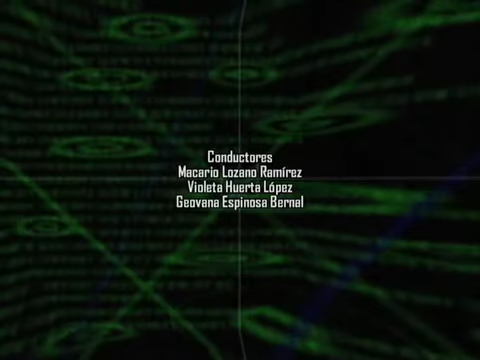 Conductores
Macario Lozano Ramírez
Violeta Huerta López
Geovana Espinosa Bernal